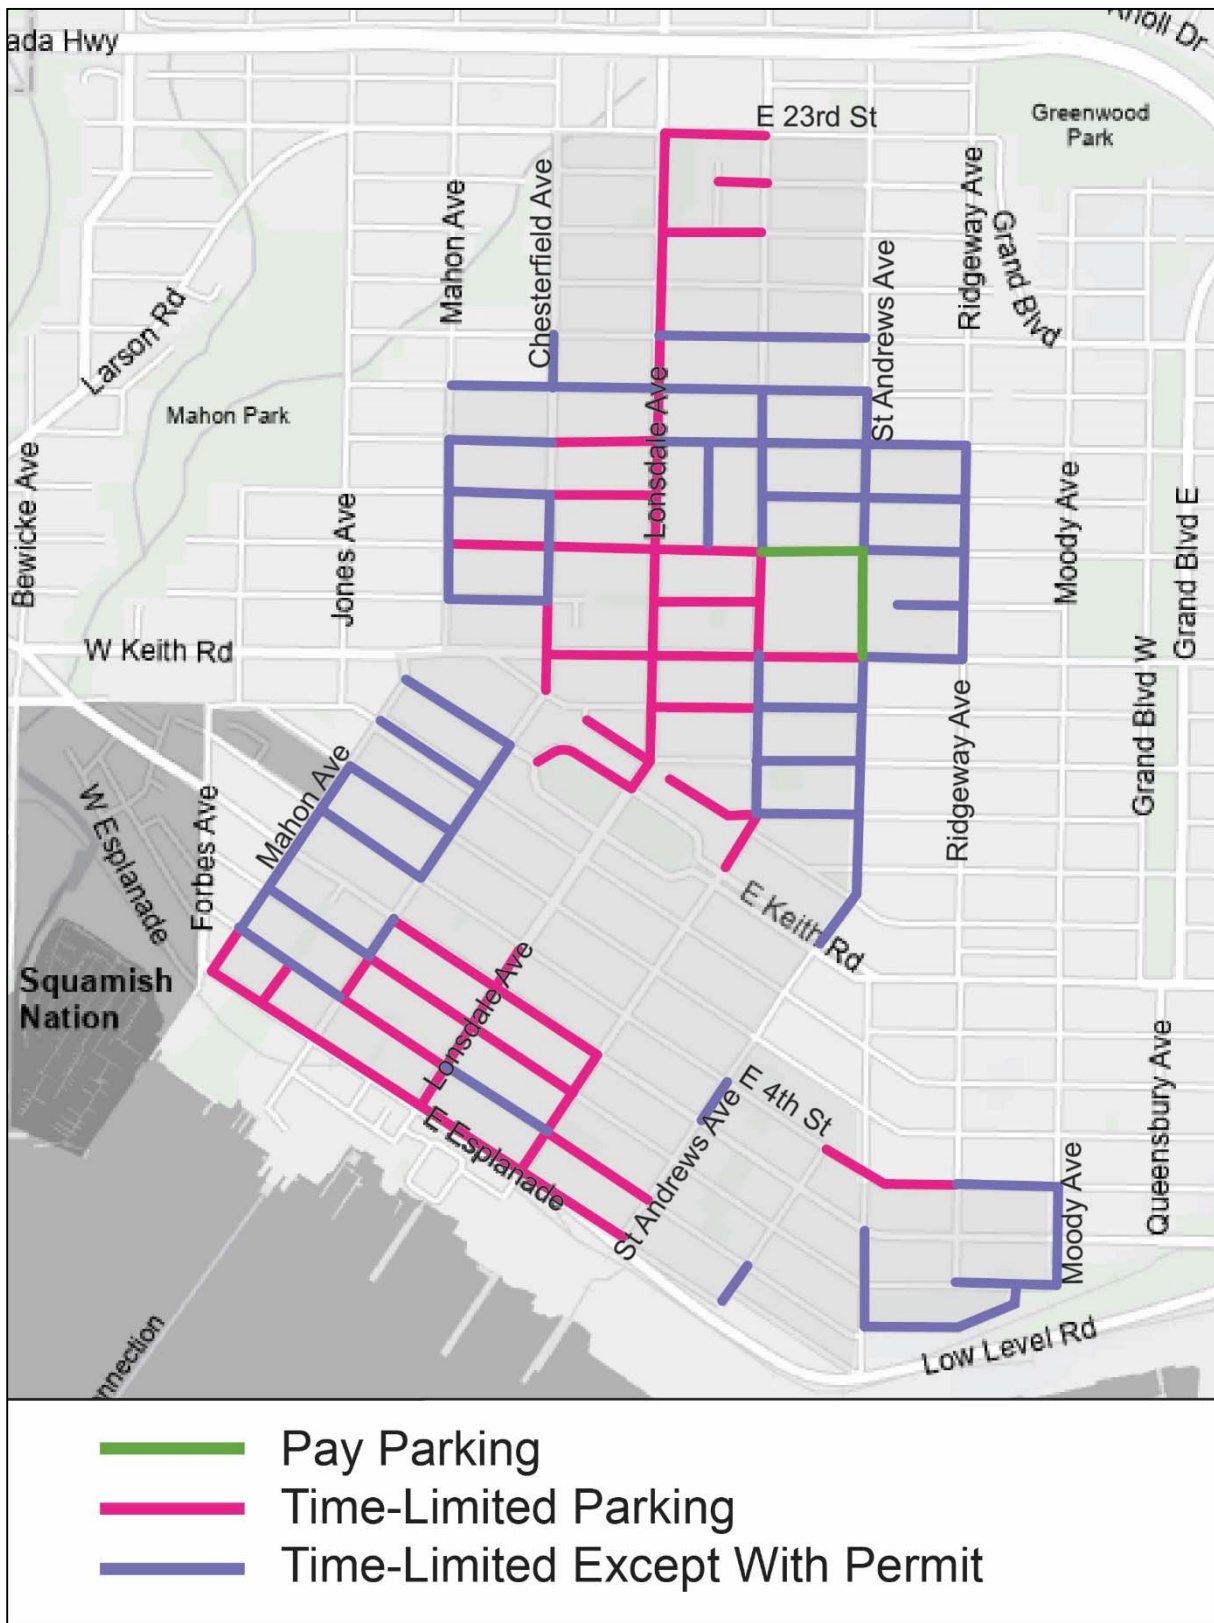 ada Hwy
Knoll Dr
E 23rd St
Greenwood
Park
Mahon Ave
Chesterfield Ave
Ridgeway Ave
Grand Blvd
St Andrews Ave
Larson Rd
Mahon Park
Lonsdale Ave
Bewicke Ave
Jones Ave
Moody Ave
Grand Blvd E
W Keith Rd
Grand Blvd W
Ridgeway Ave
Mahon Ave
W Esplanade
Forbes Ave
E Keith Rd
Squamish
Nation
Lonsdale Ave
E 4th St
E Esplanade
St Andrews Ave
Queensbury Ave
Moody Ave
Low Level Rd
nnection
Pay Parking
Time-Limited Parking
Time-Limited Except With Permit